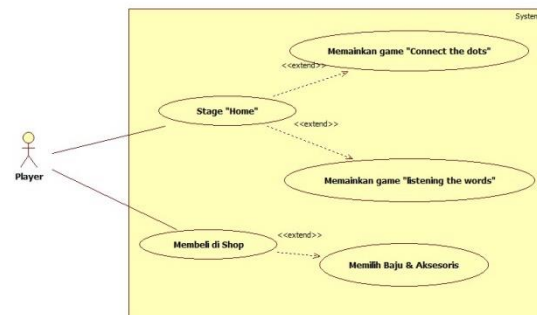 System
Memainkan game "Connect the dots"
<<extend>>
Stage "Home"
<<extend>>
Player
Memainkan game "listening the words"
Membeli di Shop
<<extend>>
Memilih Baju & Aksesoris